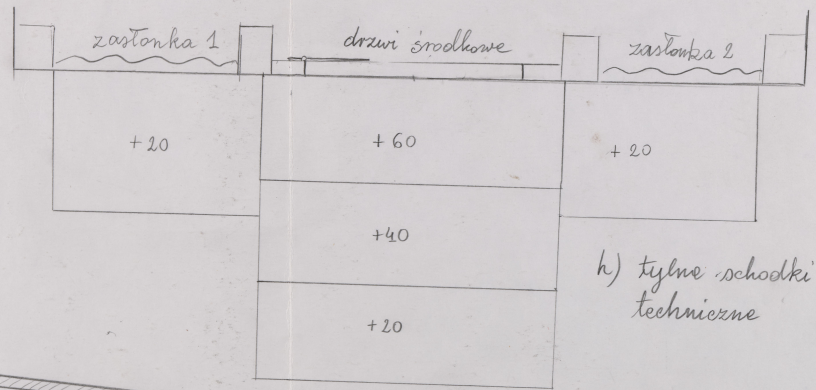 zasłonka 1
drzwi środkowe
zasłonka 2
+20
+60
+20
+40
h) tylne schodki
techniczne
+20